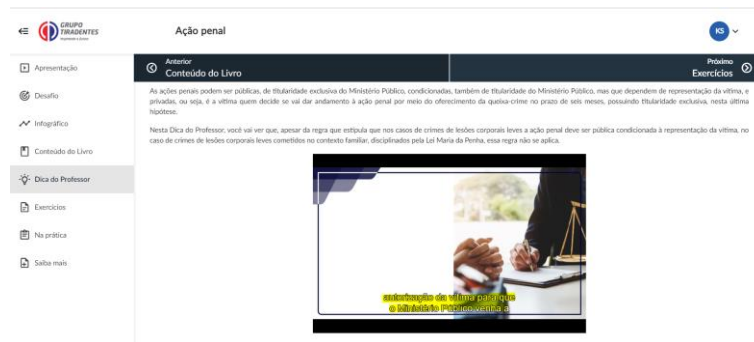 GRUPO
TIRADENTES
Ação penal
KS
Apresentação
Desafio
Infográfico
Conteúdo do Livro
Dica do Professor
Exercícios
Na prática
Saiba mais
Anterior
Conteúdo do Livro
Próximo
Exercícios
As ações penais podem ser públicas, de titularidade exclusiva do Ministério Público, condicionadas, também de titularidade do Ministério Público, mas que dependem de representação da vítima, e
privadas, ou seja, é a vítima quem decide se vai dar andamento à ação penal por meio do oferecimento da queixa-crime no prazo de seis meses, possuindo titularidade exclusiva, nesta última
hipótese.
Nesta Dica do Professor, você vai ver que, apesar da regra que estipula que nos casos de crimes de lesões corporais leves a ação penal deve ser pública condicionada à representação da vítima, no
caso de crimes de lesões corporais leves cometidos no contexto familiar, disciplinados pela Lei Maria da Penha, essa regra não se aplica.
autorização da vítima para que
o Ministério Público venha a